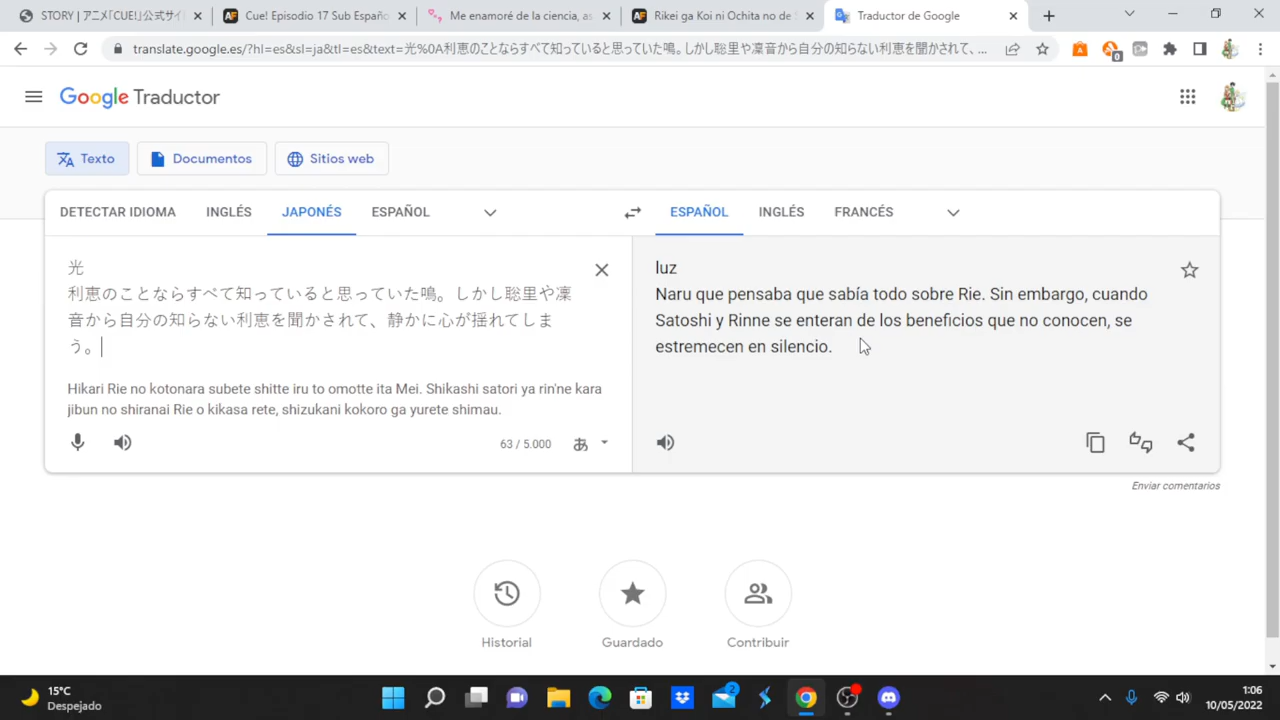 STORY | アニメ「CUE!」公式サイト
Cue! Episodio 17 Sub Españo
Me enamoré de la ciencia, as
Rikei ga Koi ni Ochita no de S
Traductor de Google
translate.google.es/?hl=es&sl=ja&tl=es&text=光%0A利恵のことならすべて知っていると思っていた鳴。しかし聡里や凜音から自分の知らない利恵を聞かされて、...
0
Google Traductor
Texto
Documentos
Sitios web
DETECTAR IDIOMA
INGLÉS
JAPONÉS
ESPAÑOL
ESPAÑOL
INGLÉS
FRANCÉS
光
利恵のことならすべて知っていると思っていた鳴。しかし聡里や凜
音から自分の知らない利恵を聞かされて、静かに心が揺れてしま
う。
Hikari Rie no kotonara subete shitte iru to omotte ita Mei. Shikashi satori ya rin'ne kara
jibun no shiranai Rie o kikasa rete, shizukani kokoro ga yurete shimau.
63 / 5.000
あ
luz
Naru que pensaba que sabía todo sobre Rie. Sin embargo, cuando
Satoshi y Rinne se enteran de los beneficios que no conocen, se
estremecen en silencio.
Enviar comentarios
Historial
Guardado
Contribuir
15°C
Despejado
2
1:06
10/05/2022